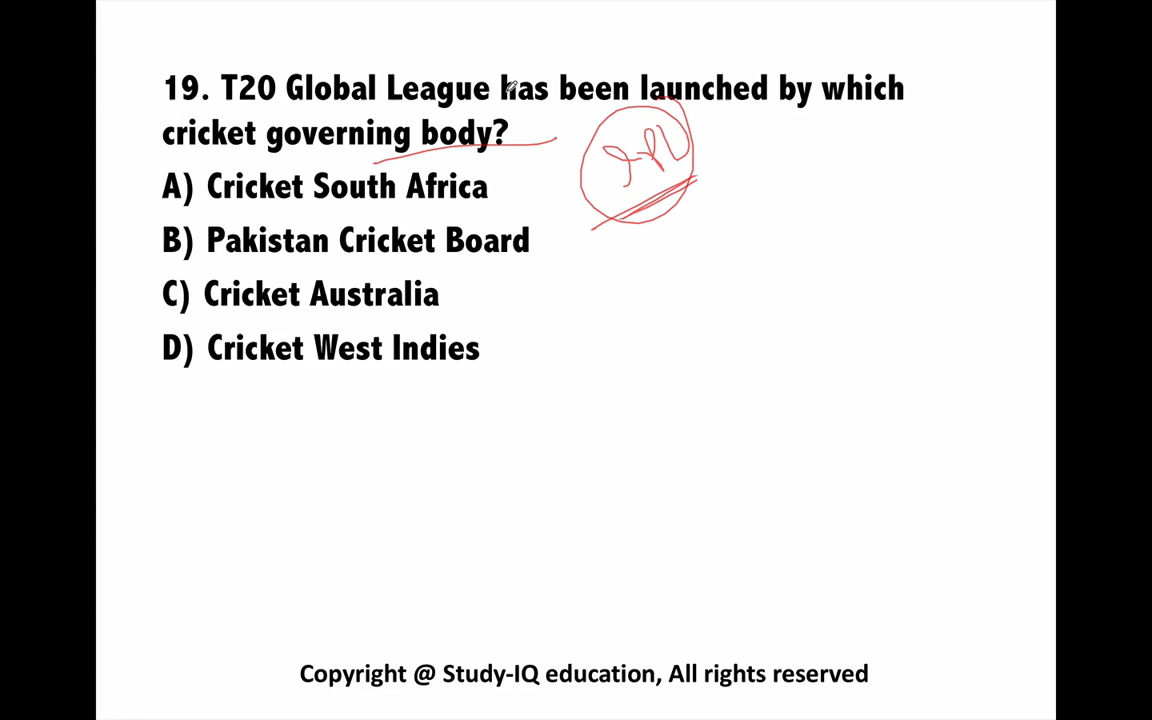 19. T20 Global League has been launched by which
cricket governing body?
IPL
A) Cricket South Africa
B) Pakistan Cricket Board
C) Cricket Australia
D) Cricket West Indies
Copyright @ Study-IQ education, All rights reserved